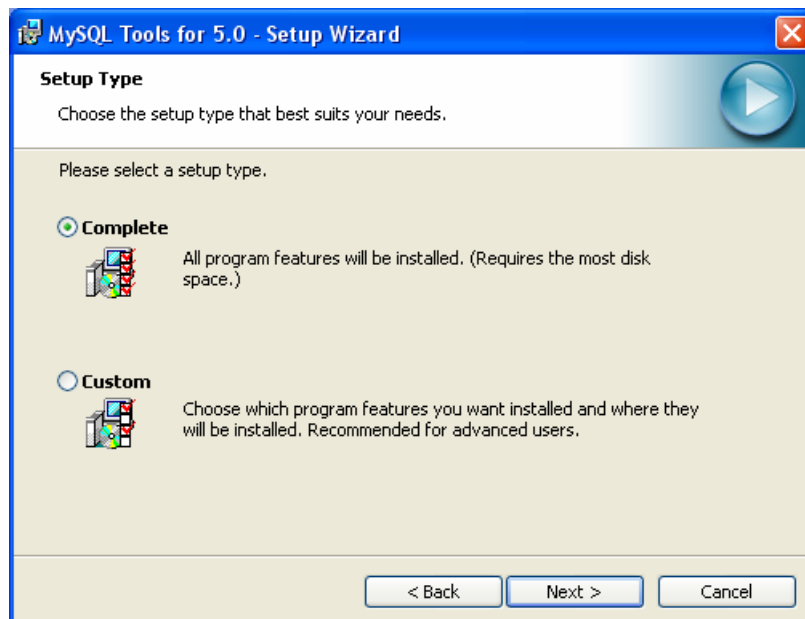 MySQL Tools for 5.0 - Setup Wizard
Setup Type
Choose the setup type that best suits your needs.
Please select a setup type.
Complete
All program features will be installed. (Requires the most disk
space.)
Custom
Choose which program features you want installed and where they
will be installed. Recommended for advanced users.
< Back
Next >
Cancel